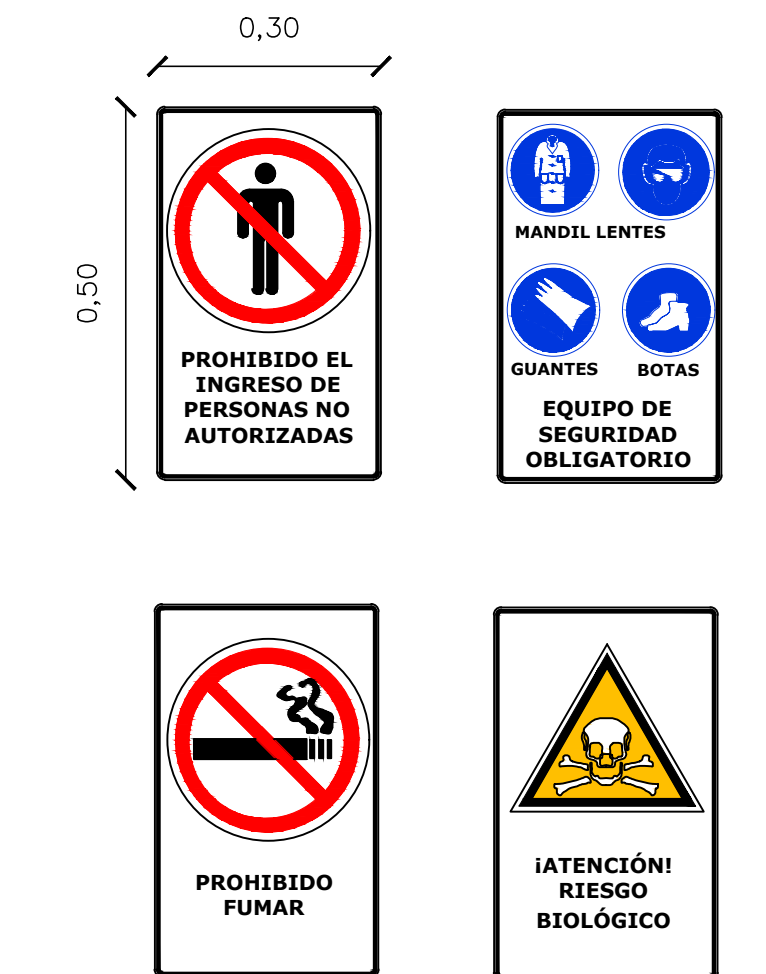 0,30
0,50
PROHIBIDO EL
INGRESO DE
PERSONAS NO
AUTORIZADAS
MANDIL LENTES
GUANTES BOTAS
EQUIPO DE
SEGURIDAD
OBLIGATORIO
PROHIBIDO
FUMAR
¡ATENCIÓN!
RIESGO
BIOLÓGICO